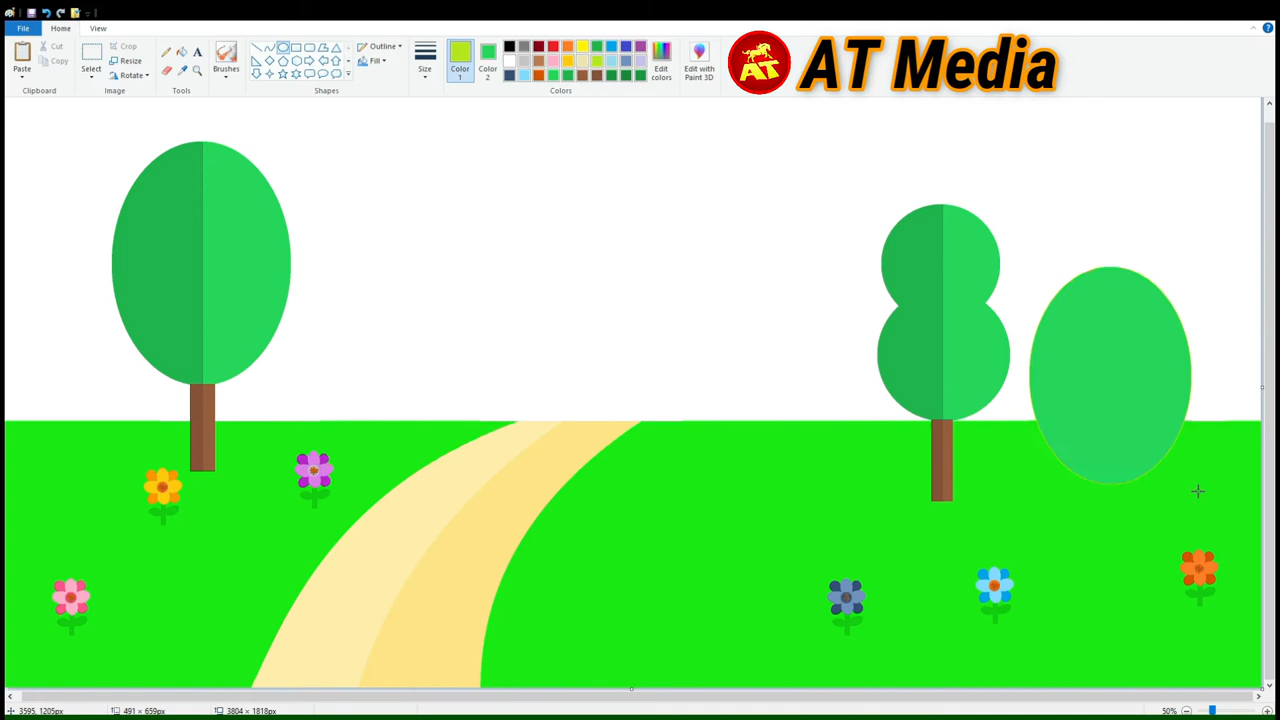 File Home View
Paste
Cut
Copy
Clipboard
Select
Crop
Resize
Rotate
Image
A
Tools
Brushes
Outline
Fill
Shapes
Size
Color
1
Color
2
Edit
colors
Colors
Edit with
Paint 3D
AT
AT Media
3595, 1205px
491 × 659px
3804 × 1818px
50%